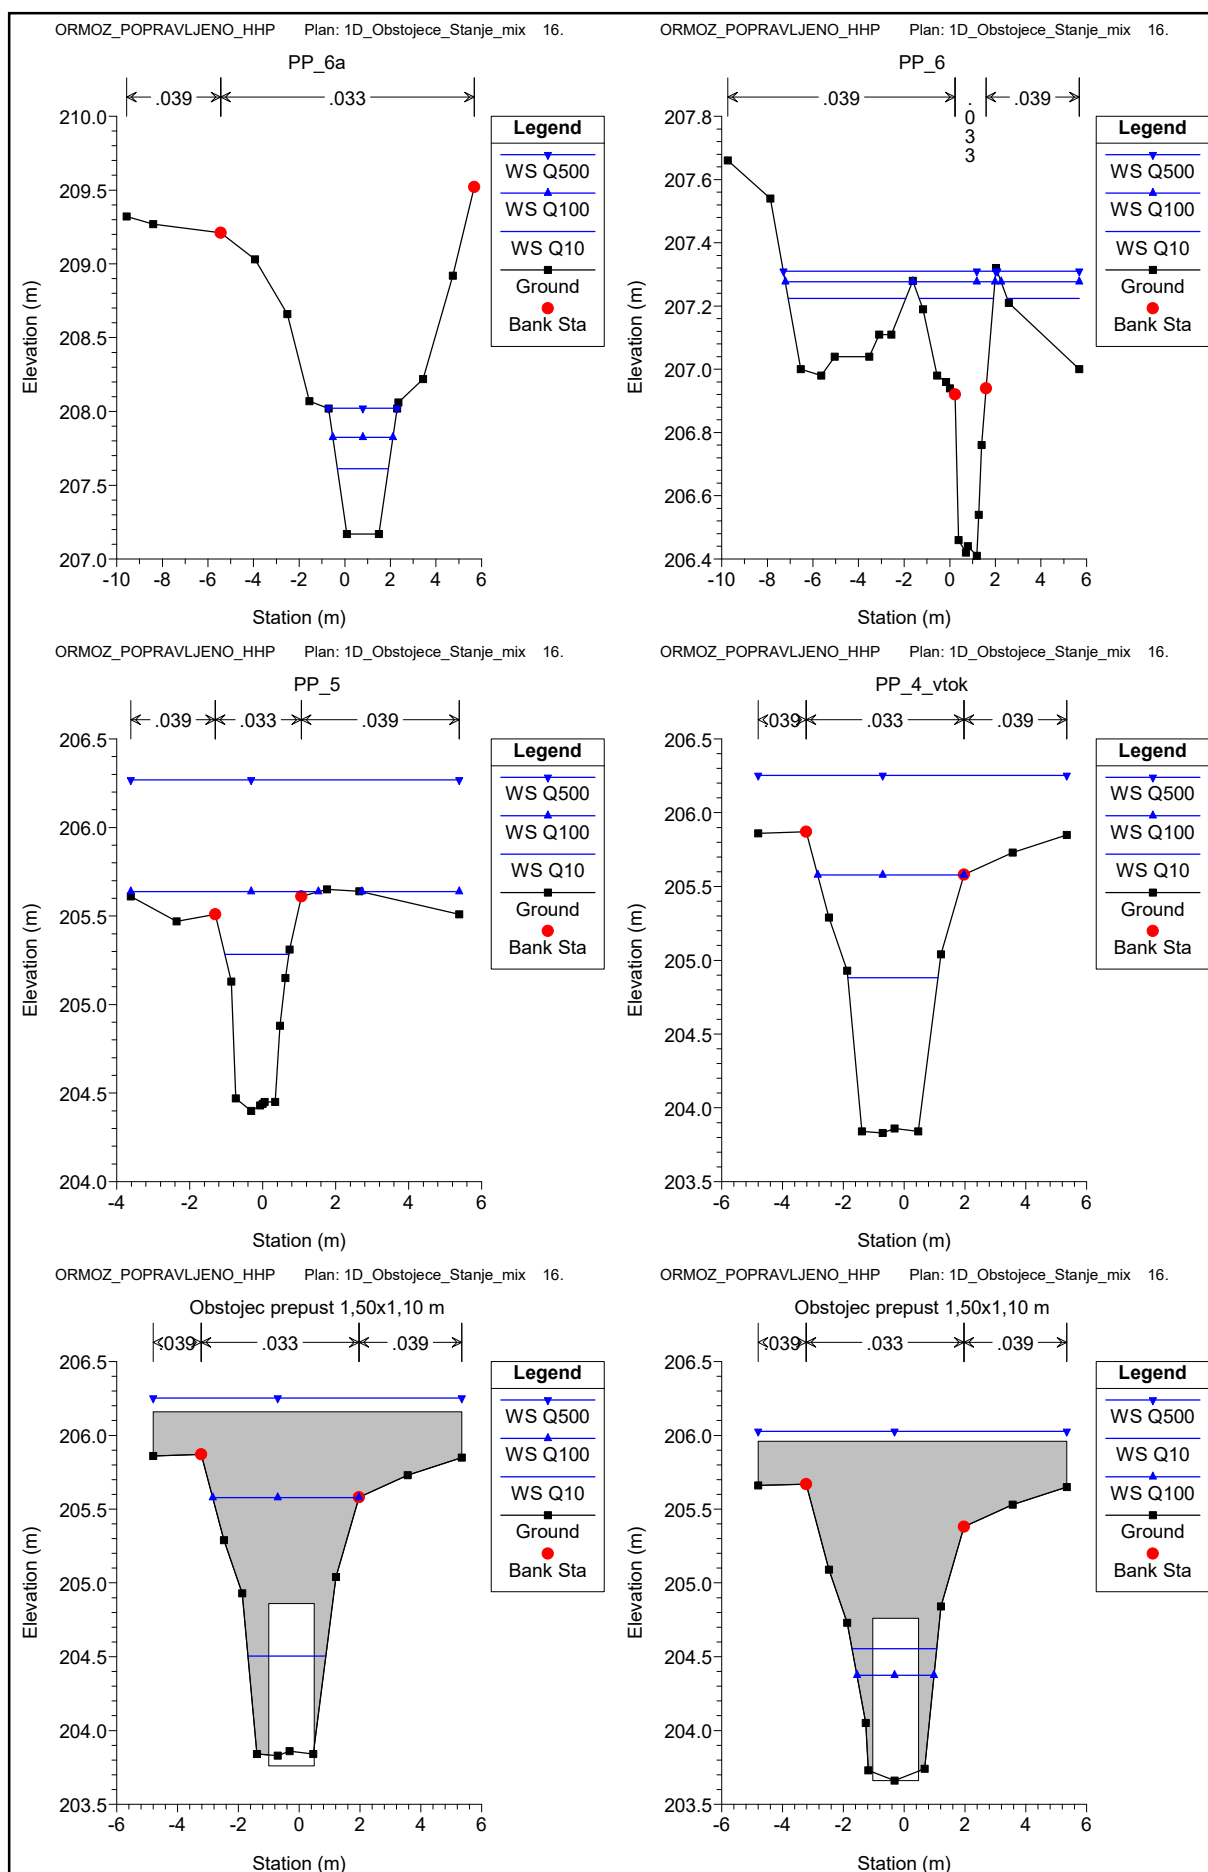 ORMOZ_POPRAVLJENO_HHP Plan: 1D_Obstojece_Stanje_mix 16.
PP_6a
.039 .033
210.0
209.5
209.0
208.5
208.0
207.5
207.0
Elevation (m)
-10 -8 -6 -4 -2 0 2 4 6
Station (m)
Legend
WS Q500
WS Q100
WS Q10
Ground
Bank Sta
ORMOZ_POPRAVLJENO_HHP Plan: 1D_Obstojece_Stanje_mix 16.
PP_6
.039 .033 .039
207.8
207.6
207.4
207.2
207.0
206.8
206.6
206.4
Elevation (m)
-10 -8 -6 -4 -2 0 2 4 6
Station (m)
Legend
WS Q500
WS Q100
WS Q10
Ground
Bank Sta
ORMOZ_POPRAVLJENO_HHP Plan: 1D_Obstojece_Stanje_mix 16.
PP_5
.039 .033 .039
206.5
206.0
205.5
205.0
204.5
204.0
Elevation (m)
-4 -2 0 2 4 6
Station (m)
Legend
WS Q500
WS Q100
WS Q10
Ground
Bank Sta
ORMOZ_POPRAVLJENO_HHP Plan: 1D_Obstojece_Stanje_mix 16.
PP_4_vtok
.039 .033 .039
206.5
206.0
205.5
205.0
204.5
204.0
203.5
Elevation (m)
-6 -4 -2 0 2 4 6
Station (m)
Legend
WS Q500
WS Q100
WS Q10
Ground
Bank Sta
ORMOZ_POPRAVLJENO_HHP Plan: 1D_Obstojece_Stanje_mix 16.
Obstojec prepust 1,50x1,10 m
.039 .033 .039
206.5
206.0
205.5
205.0
204.5
204.0
203.5
Elevation (m)
-6 -4 -2 0 2 4 6
Station (m)
Legend
WS Q500
WS Q100
WS Q10
Ground
Bank Sta
ORMOZ_POPRAVLJENO_HHP Plan: 1D_Obstojece_Stanje_mix 16.
Obstojec prepust 1,50x1,10 m
.039 .033 .039
206.5
206.0
205.5
205.0
204.5
204.0
203.5
Elevation (m)
-6 -4 -2 0 2 4 6
Station (m)
Legend
WS Q500
WS Q10
WS Q100
Ground
Bank Sta